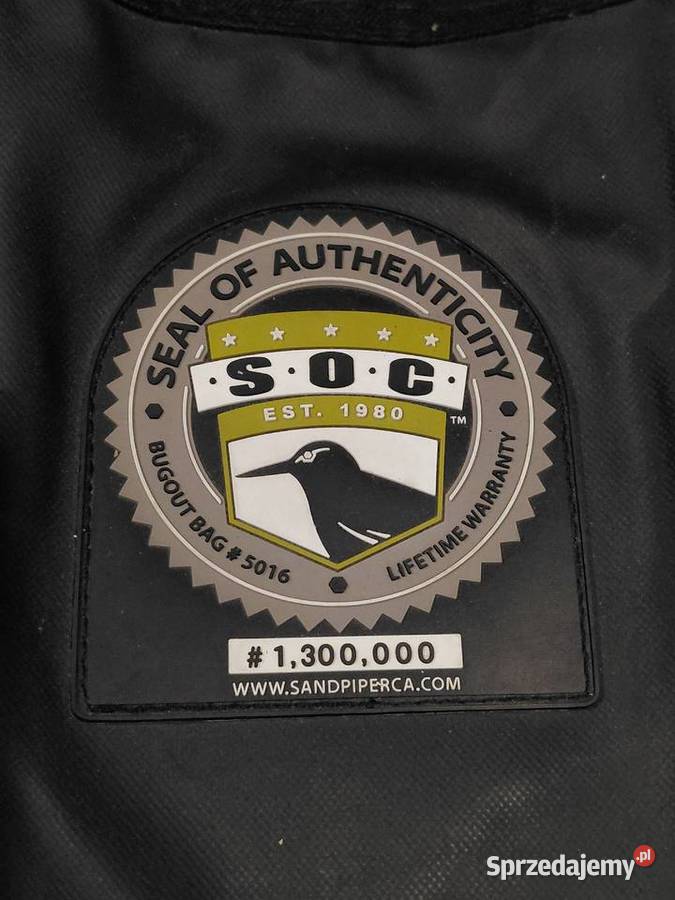 SEAL OF AUTHENTICITY
·S·O·C·
EST. 1980
™
BUGOUT BAG # 5016
LIFETIME WARRANTY
# 1,300,000
WWW.SANDPIPERCA.COM
Sprzedajemy.pl